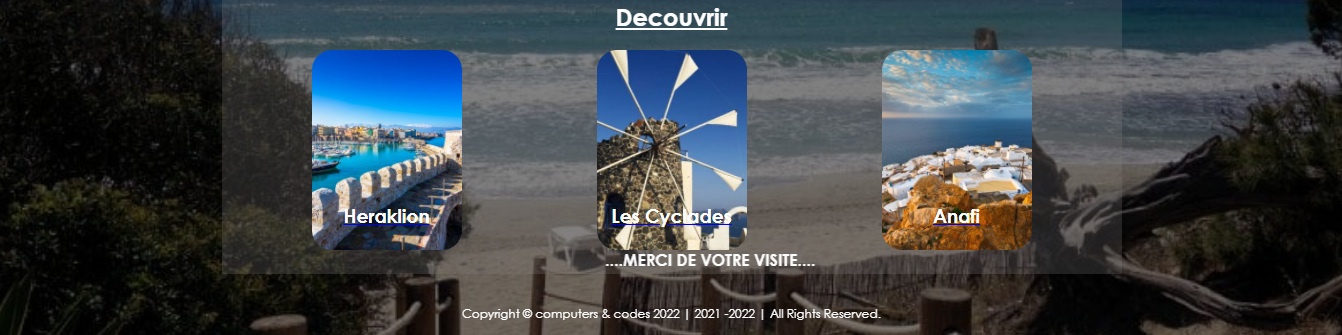 Decouvrir
Heraklion
Les Cyclades
Anafi
....MERCI DE VOTRE VISITE....
Copyright © computers & codes 2022 | 2021 -2022 | All Rights Reserved.